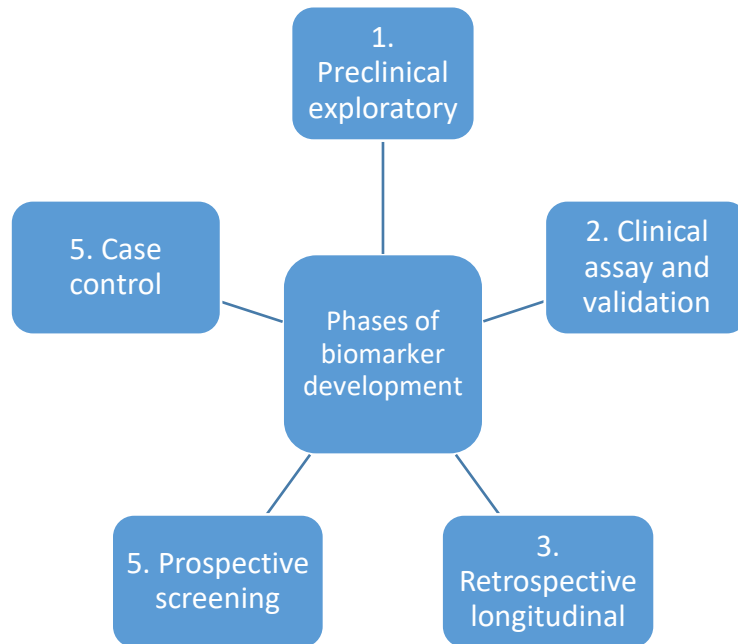 1.
Preclinical
exploratory
2. Clinical
assay and
validation
3.
Retrospective
longitudinal
5. Prospective
screening
5. Case
control
Phases of
biomarker
development